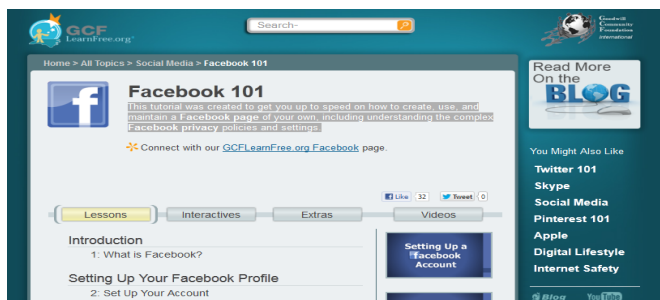 GCF
LearnFree.org
Search-
Goodwill
Community
Foundation
International
Home > All Topics > Social Media > Facebook 101
f
Facebook 101
This tutorial was created to get you up to speed on how to create, use, and
maintain a Facebook page of your own, including understanding the complex
Facebook privacy policies and settings.
Connect with our GCFLearnFree.org Facebook page.
Like 32 Tweet 0
Lessons Interactives Extras Videos
Introduction
1: What is Facebook?
Setting Up Your Facebook Profile
2: Set Up Your Account
Setting Up a
facebook
Account
Read More
On the
BLOG
You Might Also Like
Twitter 101
Skype
Social Media
Pinterest 101
Apple
Digital Lifestyle
Internet Safety
Blog YouTube